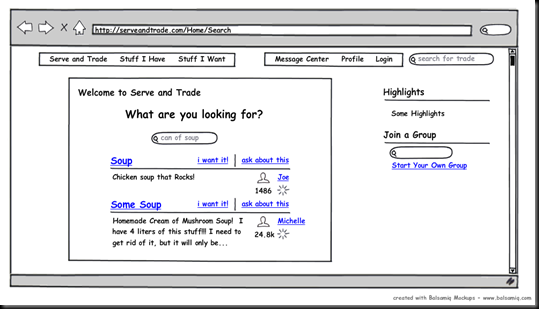 http://serveandtrade.com/Home/Search
Serve and Trade Stuff I Have Stuff I Want
Message Center Profile Login
search for trade
Welcome to Serve and Trade
What are you looking for?
can of soup
Soup i want it! ask about this
Chicken soup that Rocks!
Joe
1486
Some Soup i want it! ask about this
Homemade Cream of Mushroom Soup! I
have 4 liters of this stuff!!! I need to
get rid of it, but it will only be...
Michelle
24.8k
Highlights
Some Highlights
Join a Group
Start Your Own Group
created with Balsamiq Mockups - www.balsamiq.com